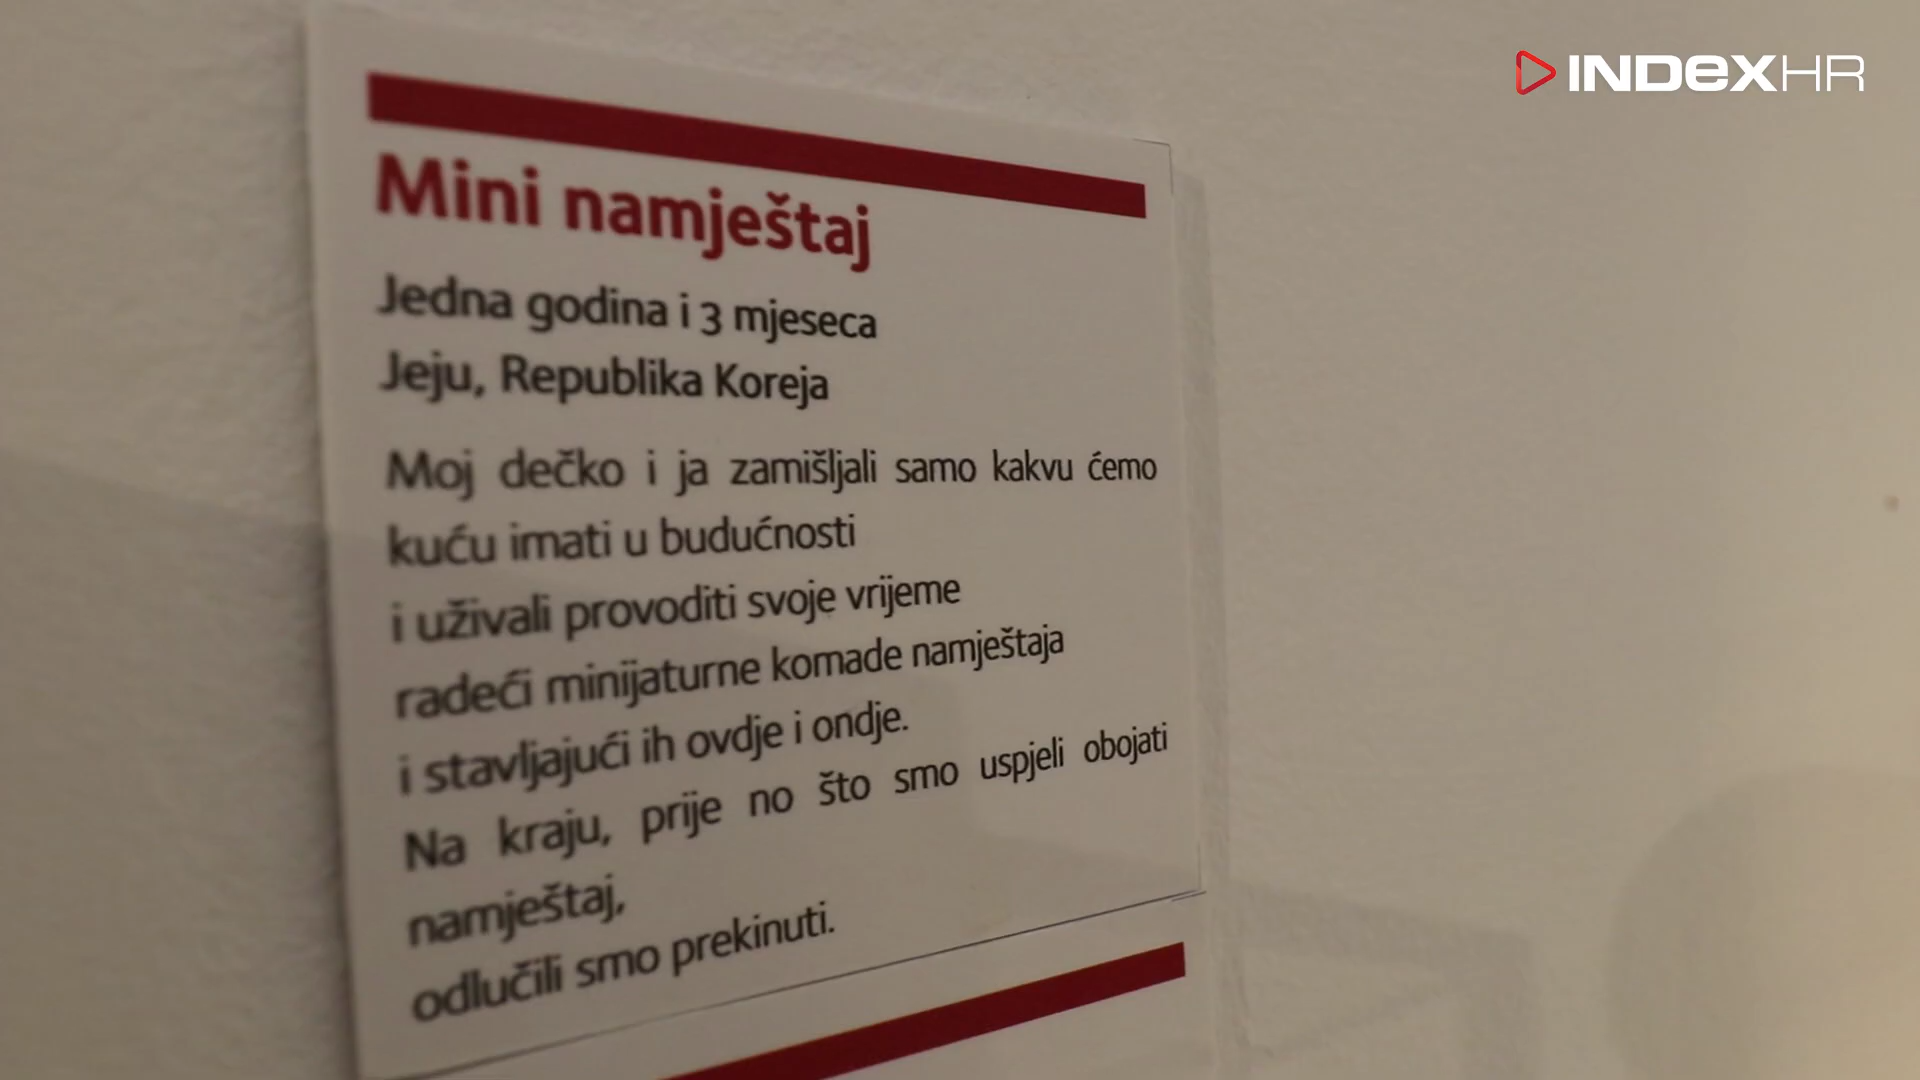 INDEXHR
Mini namještaj
Jedna godina i 3 mjeseca
Jeju, Republika Koreja
Moj dečko i ja zamišljali samo kakvu ćemo
kuću imati u budućnosti
i uživali provoditi svoje vrijeme
radeći minijaturne komade namještaja
i stavljajući ih ovdje i ondje.
Na kraju, prije no što smo uspjeli obojati
namještaj,
odlučili smo prekinuti.